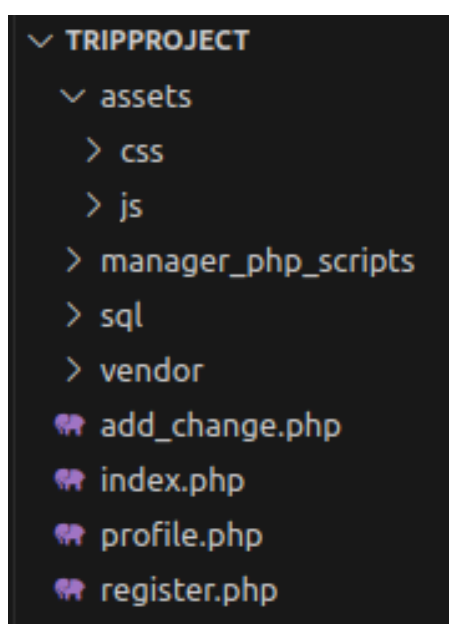 TRIPPROJECT
assets
css
js
manager_php_scripts
sql
vendor
add_change.php
index.php
profile.php
register.php